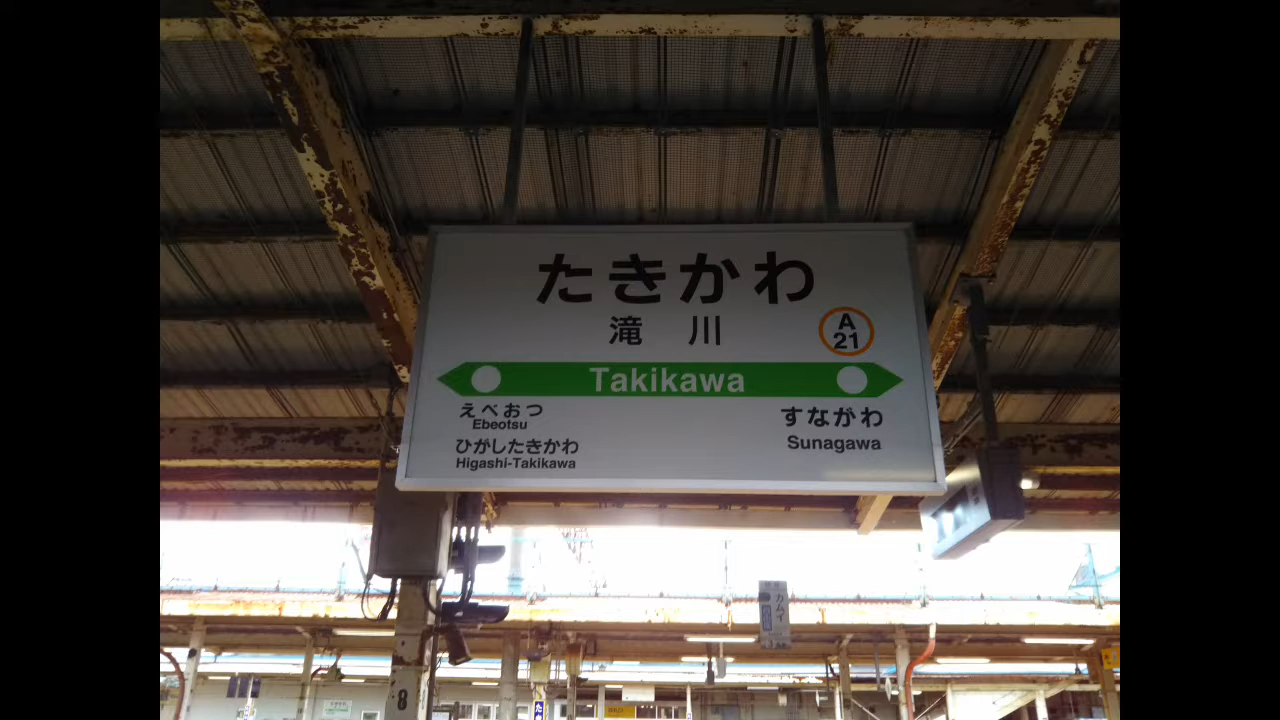 たきかわ
滝川
A
21
Takikawa
えべおつ
Ebeotsu
ひがしたきかわ
Higashi-Takikawa
すながわ
Sunagawa
カムイ
8